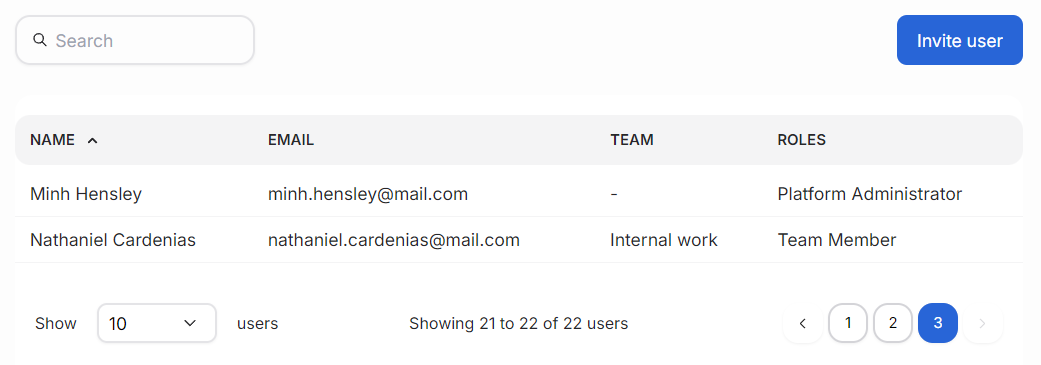 Search Invite user
NAME EMAIL TEAM ROLES
Minh Hensley minh.hensley@mail.com - Platform Administrator
Nathaniel Cardenias nathaniel.cardenias@mail.com Internal work Team Member
Show 10 users Showing 21 to 22 of 22 users 1 2 3